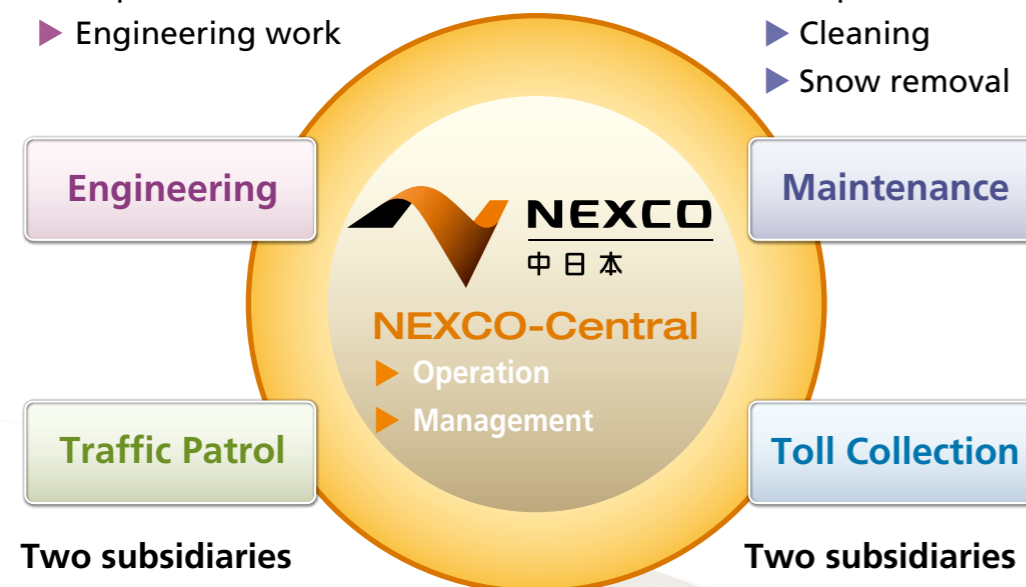 ▶ Engineering work
▶ Cleaning
▶ Snow removal
Engineering
Maintenance
NEXCO
中日本
NEXCO-Central
▶ Operation
▶ Management
Traffic Patrol
Toll Collection
Two subsidiaries
Two subsidiaries